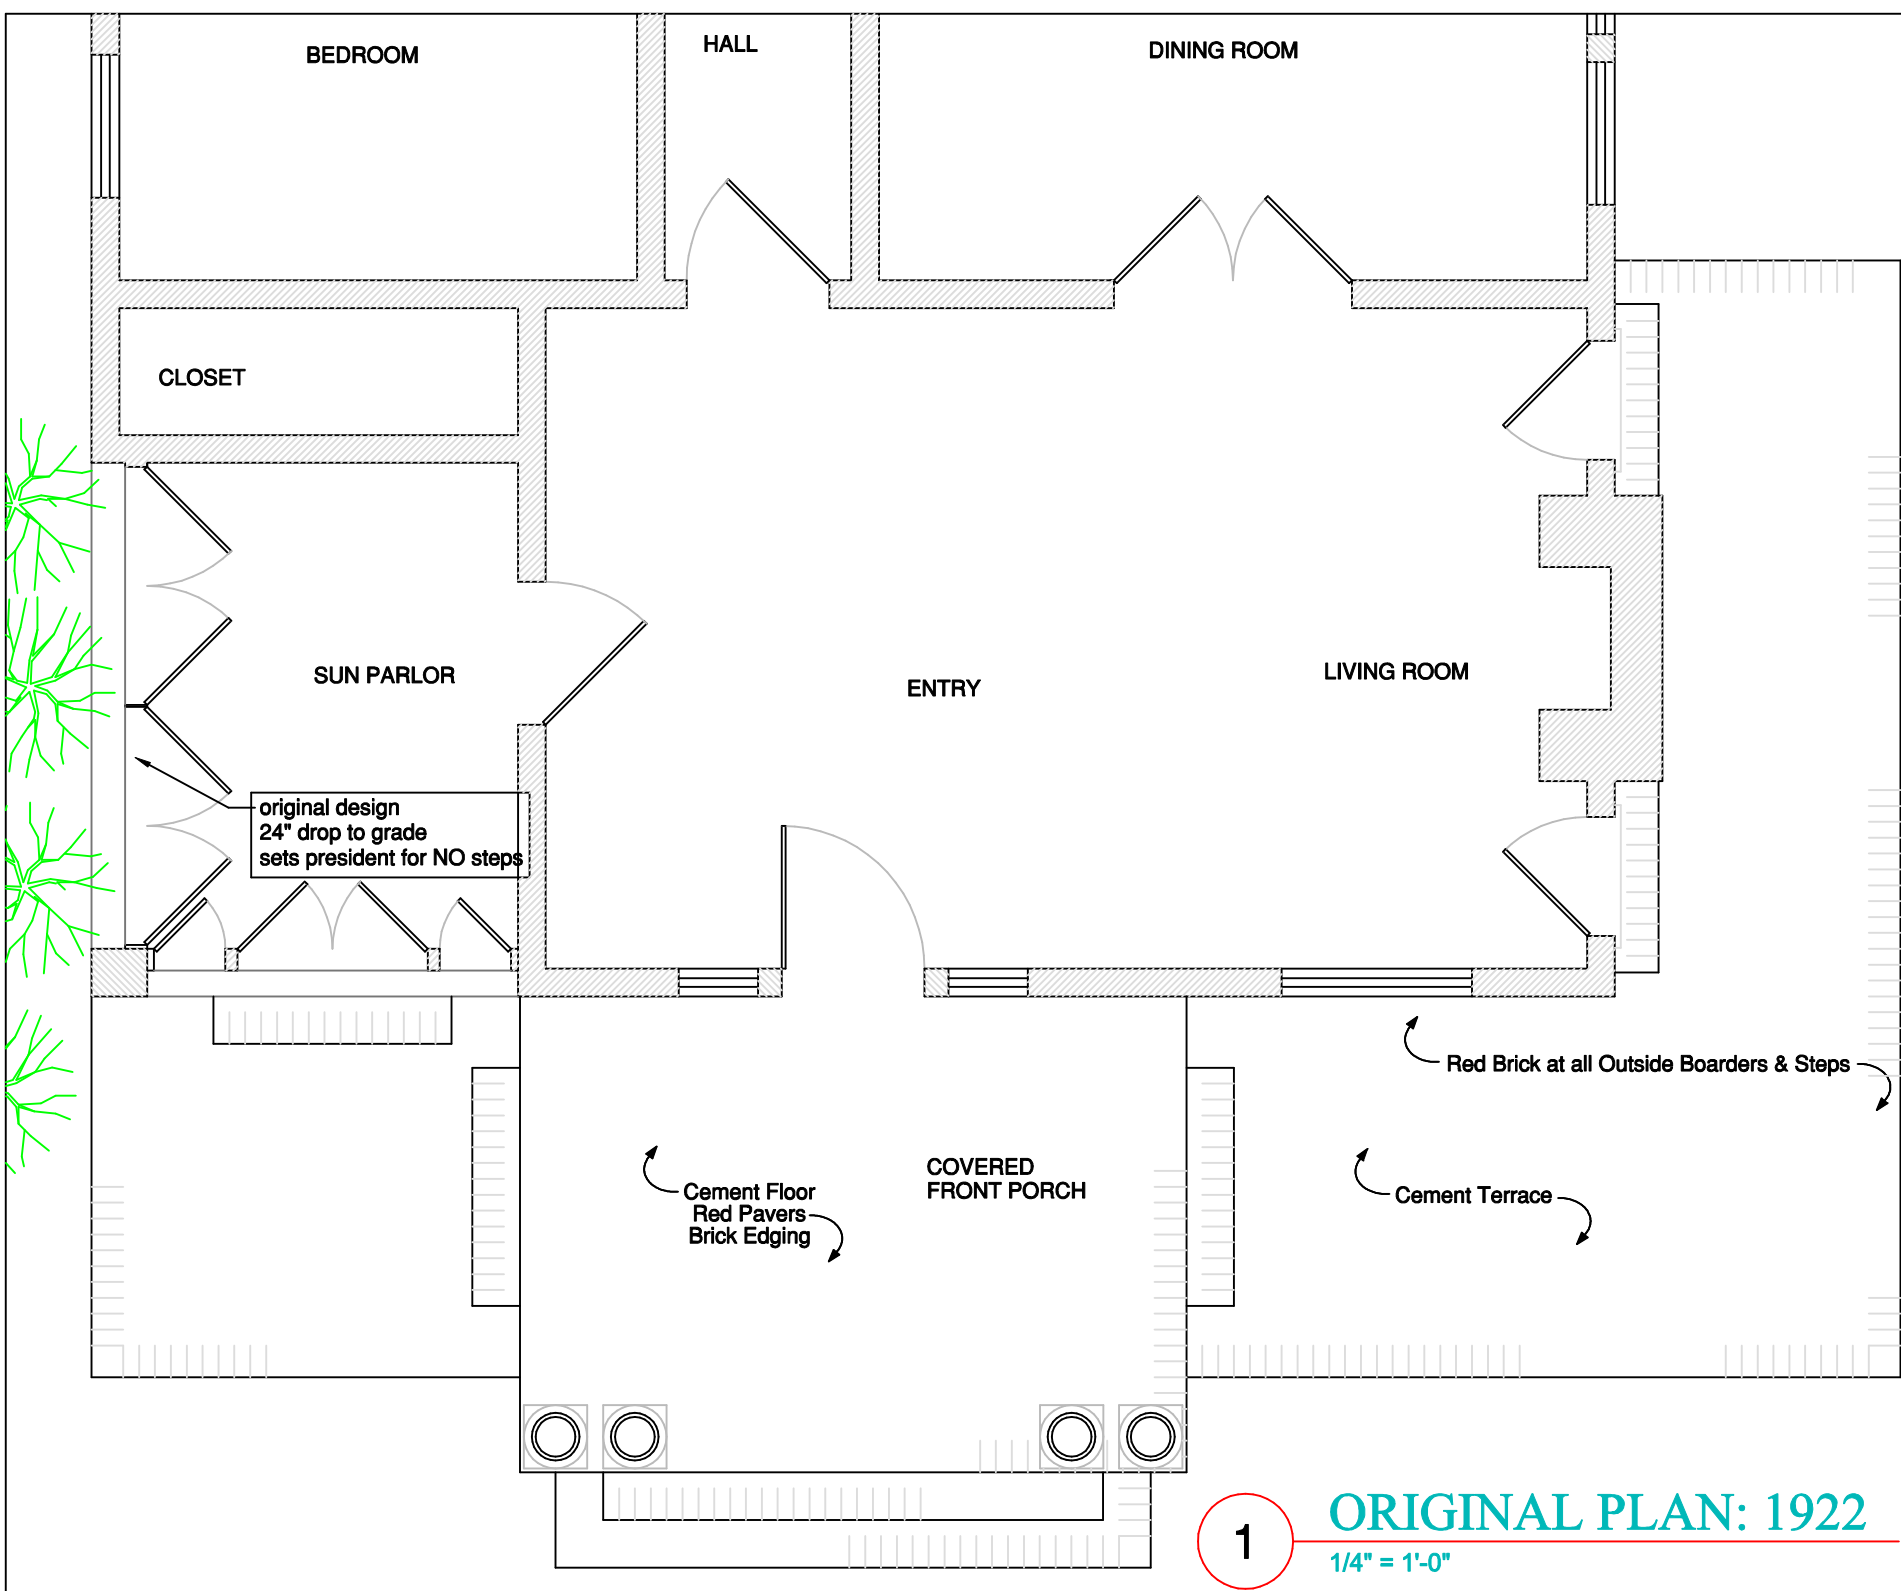 BEDROOM
HALL
DINING ROOM
CLOSET
SUN PARLOR
ENTRY
LIVING ROOM
original design
24" drop to grade
sets president for NO steps
Red Brick at all Outside Boarders & Steps
COVERED
FRONT PORCH
Cement Floor
Red Pavers
Brick Edging
Cement Terrace
1
ORIGINAL PLAN: 1922
1/4" = 1'-0"